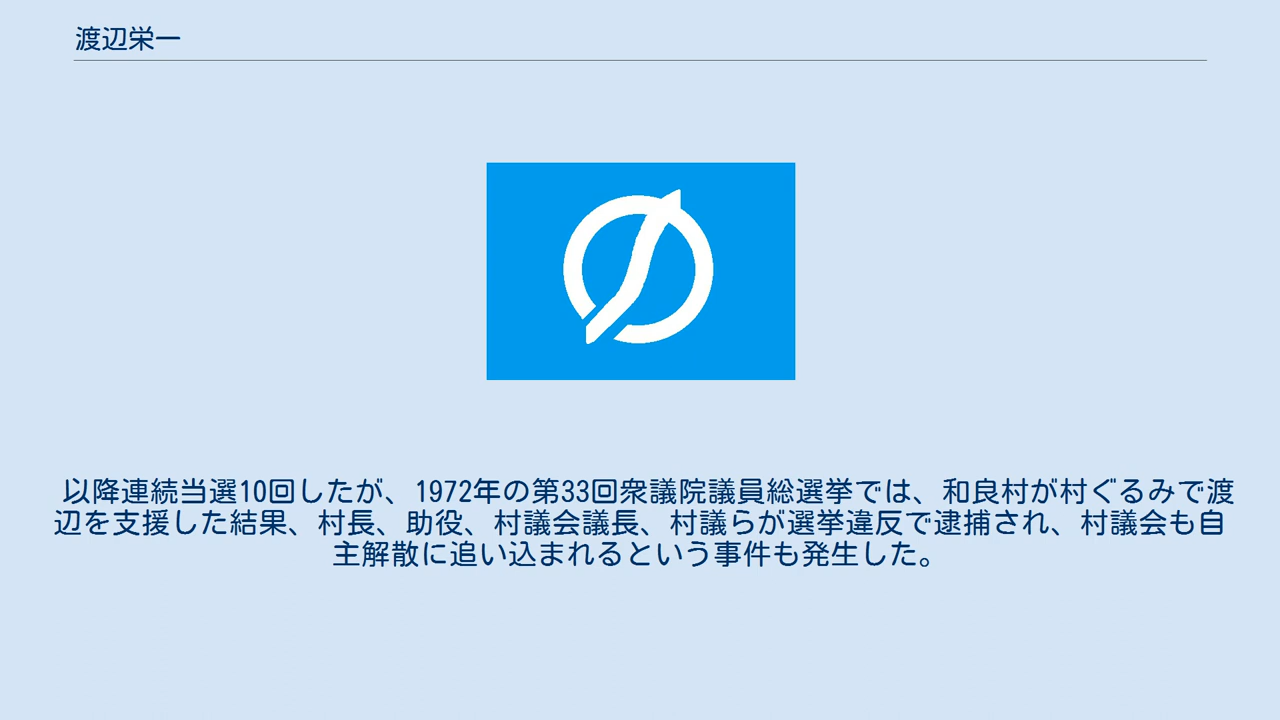 渡辺栄一
以降連続当選10回したが、1972年の第33回衆議院議員総選挙では、和良村が村ぐるみで渡
辺を支援した結果、村長、助役、村議会議長、村議らが選挙違反で逮捕され、村議会も自
主解散に追い込まれるという事件も発生した。